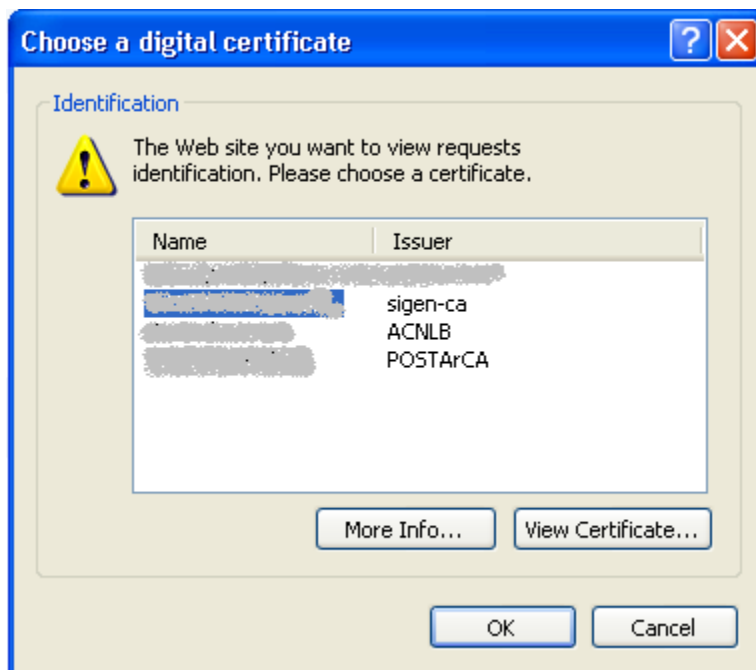 Choose a digital certificate
Identification
The Web site you want to view requests
identification. Please choose a certificate.
Name Issuer
sigen-ca
ACNLB
POSTArCA
More Info... View Certificate...
OK Cancel